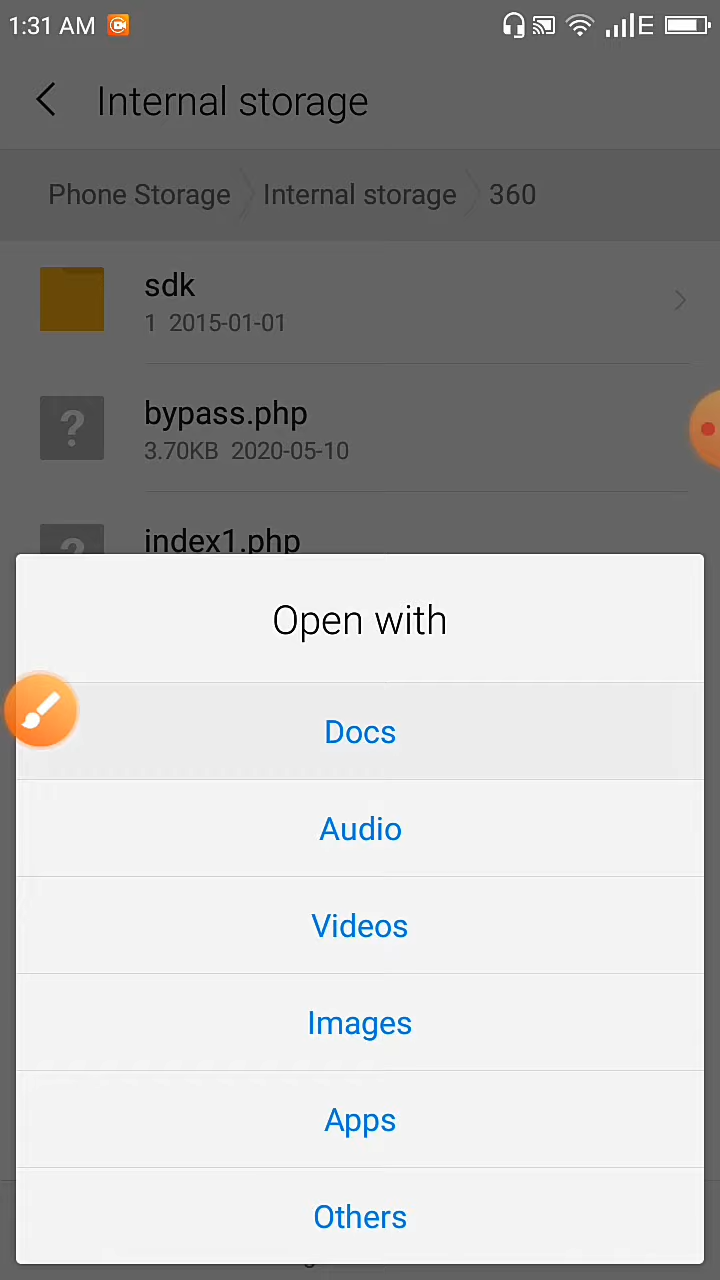 1:31 AM E
Internal storage
Phone Storage Internal storage 360
sdk
1 2015-01-01
bypass.php
3.70KB 2020-05-10
index1.php
Open with
Docs
Audio
Videos
Images
Apps
Others